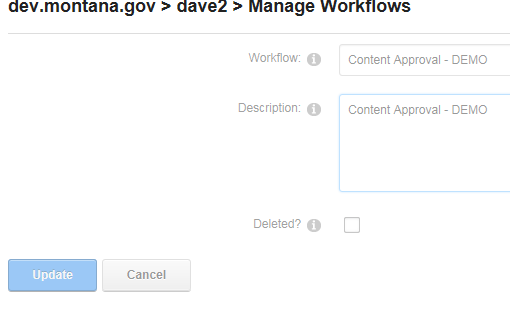 dev.montana.gov > dave2 > Manage Workflows
Workflow: Content Approval - DEMO
Description: Content Approval - DEMO
Deleted?
Update Cancel